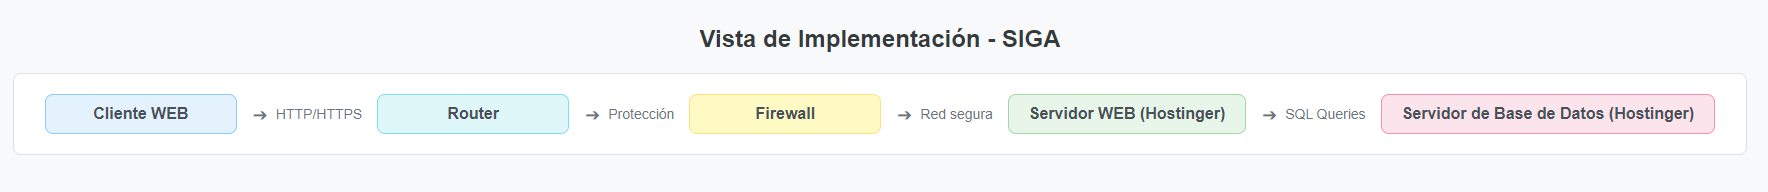 Vista de Implementación - SIGA
Cliente WEB ➔ HTTP/HTTPS Router ➔ Protección Firewall ➔ Red segura Servidor WEB (Hostinger) ➔ SQL Queries Servidor de Base de Datos (Hostinger)